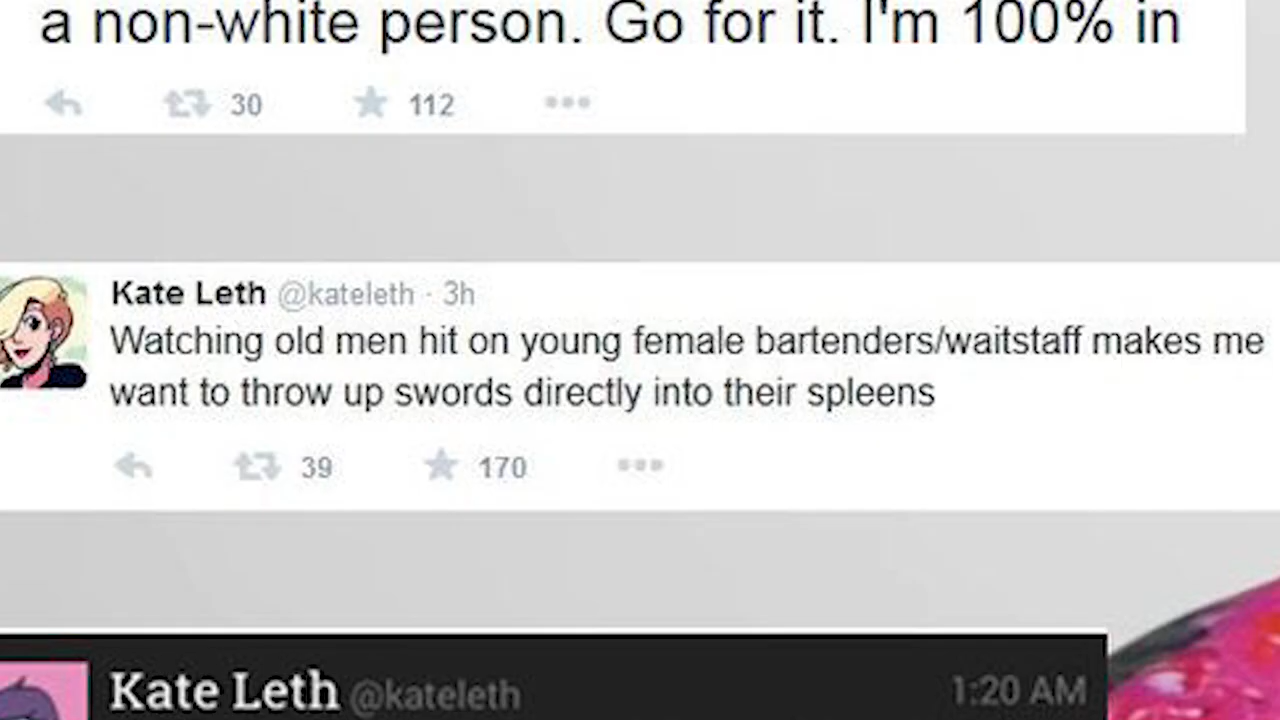 a non-white person. Go for it. I'm 100% in
30 112
Kate Leth @kateleth · 3h
Watching old men hit on young female bartenders/waitstaff makes me
want to throw up swords directly into their spleens
39 170
Kate Leth @kateleth 1:20 AM